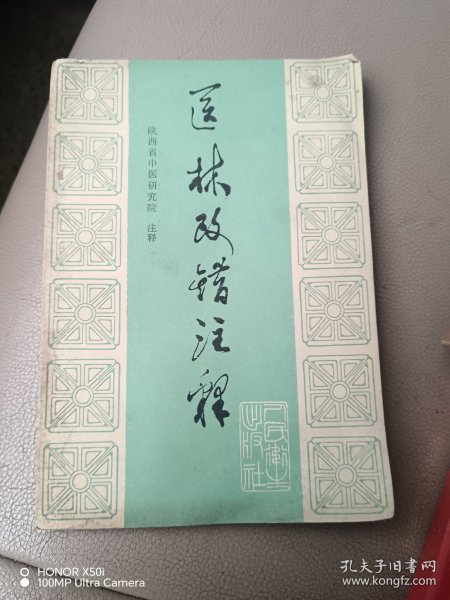 医林改错注释
陕西省中医研究院 注释
人民卫生
出版社
HONOR X50i
100MP Ultra Camera
孔夫子旧书网
www.kongfz.com